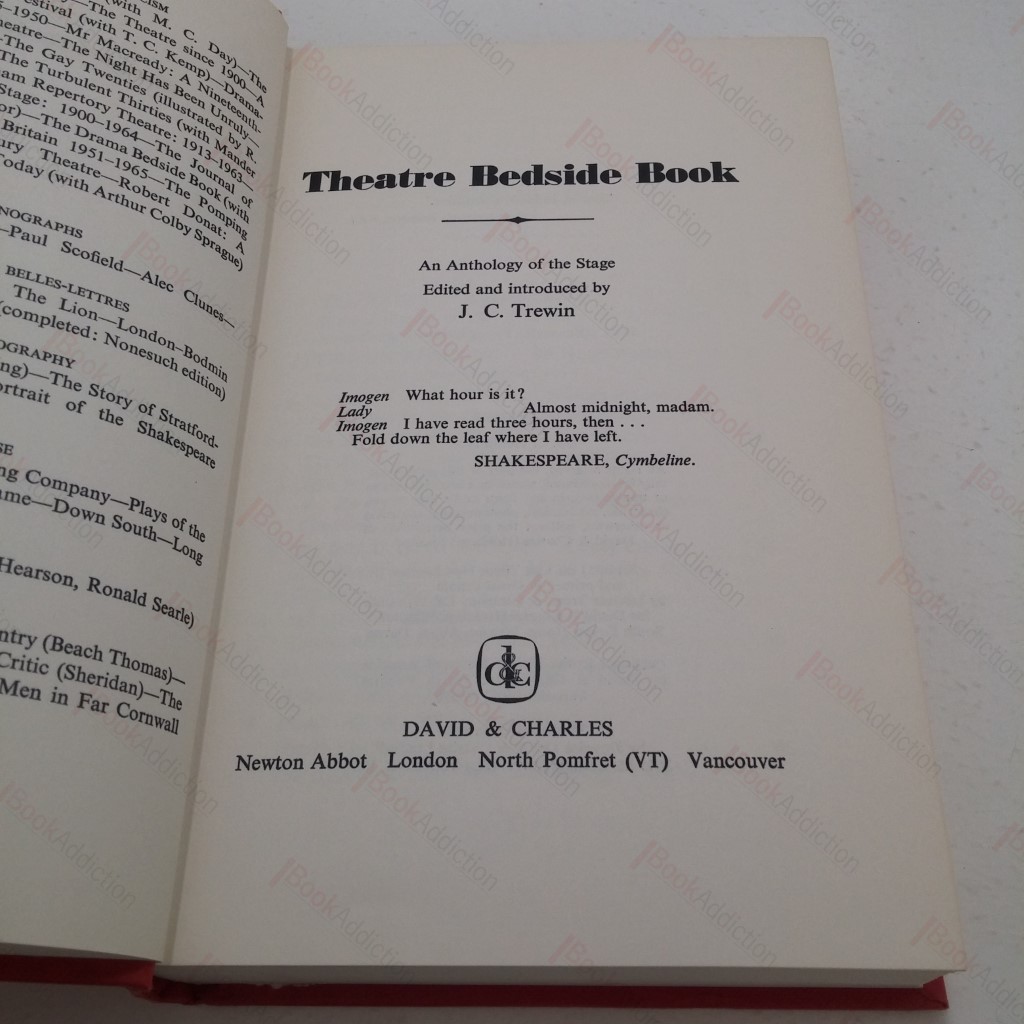 CISM
(with M. C. Day)—The
The Theatre since 1900—A
estival (with T. C. Kemp)—Drama-
-1950—Mr Macready: A Nineteenth-
eatre—The Night Has Been Unruly—
The Gay Twenties (illustrated by R.
The Turbulent Thirties (with Mander
am Repertory Theatre: 1913–1963—
Stage: 1900–1964—The Journal of
or)—The Drama Bedside Book (with
Britain 1951–1965—The Pomping
ury Theatre—Robert Donat: A
Today (with Arthur Colby Sprague)
NOGRAPHS
—Paul Scofield—Alec Clunes—
BELLES-LETTRES
The Lion—London–Bodmin
(completed: Nonesuch edition)
OGRAPHY
ng)—The Story of Stratford-
ortrait of the Shakespeare
SE
ng Company—Plays of the
ame—Down South—Long
Hearson, Ronald Searle)
ntry (Beach Thomas)—
Critic (Sheridan)—The
Men in Far Cornwall
Theatre Bedside Book
An Anthology of the Stage
Edited and introduced by
J. C. Trewin
Imogen What hour is it?
Lady Almost midnight, madam.
Imogen I have read three hours, then . . .
Fold down the leaf where I have left.
SHAKESPEARE, Cymbeline.
d&c
DAVID & CHARLES
Newton Abbot London North Pomfret (VT) Vancouver
BookAddiction